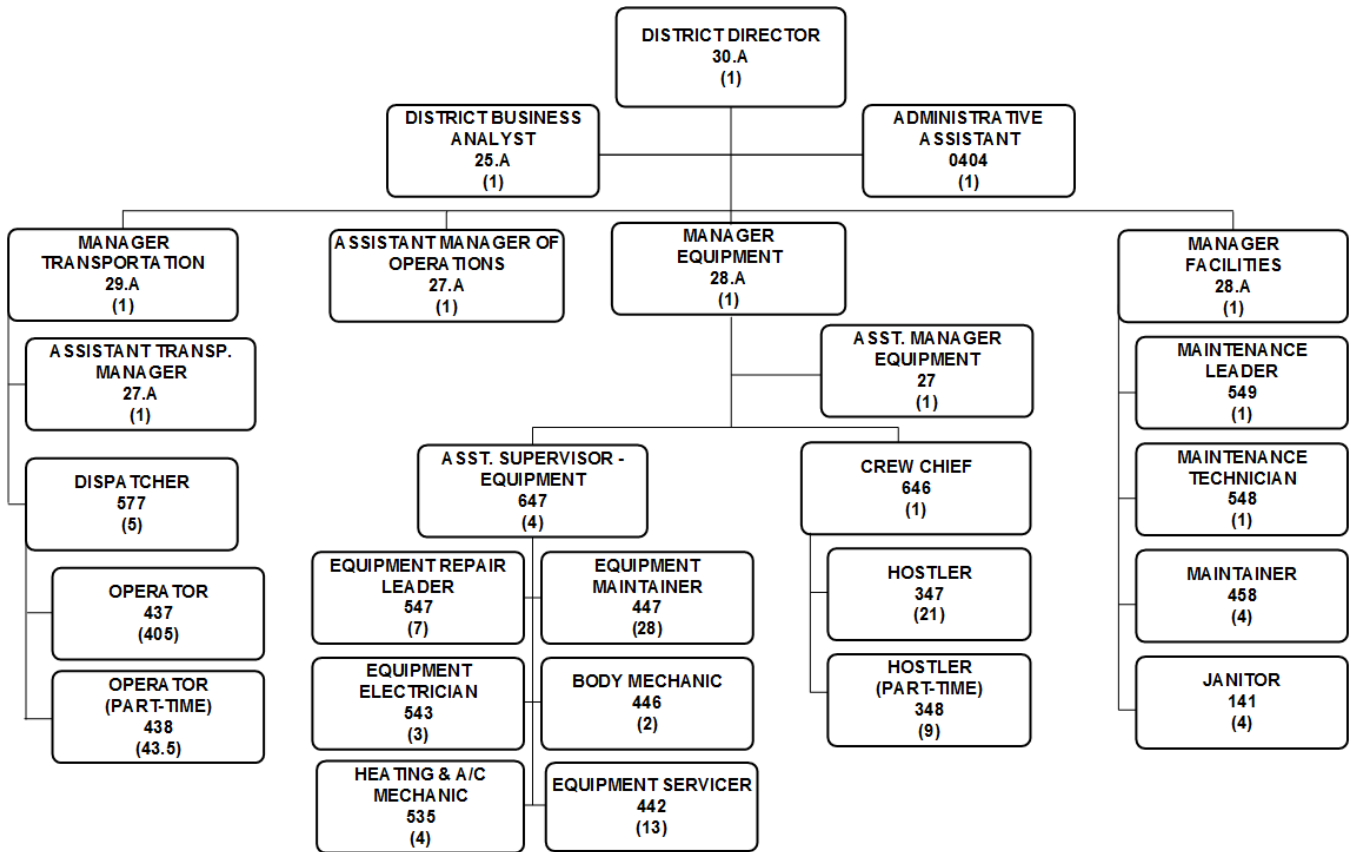 DISTRICT DIRECTOR
30.A
(1)
DISTRICT BUSINESS
ANALYST
25.A
(1)
ADMINISTRATIVE
ASSISTANT
0404
(1)
MANAGER
TRANSPORTATION
29.A
(1)
ASSISTANT MANAGER OF
OPERATIONS
27.A
(1)
MANAGER
EQUIPMENT
28.A
(1)
MANAGER
FACILITIES
28.A
(1)
ASSISTANT TRANSP.
MANAGER
27.A
(1)
DISPATCHER
577
(5)
OPERATOR
437
(405)
OPERATOR
(PART-TIME)
438
(43.5)
ASST. MANAGER
EQUIPMENT
27
(1)
ASST. SUPERVISOR -
EQUIPMENT
647
(4)
EQUIPMENT REPAIR
LEADER
547
(7)
EQUIPMENT
MAINTAINER
447
(28)
EQUIPMENT
ELECTRICIAN
543
(3)
BODY MECHANIC
446
(2)
HEATING & A/C
MECHANIC
535
(4)
EQUIPMENT SERVICER
442
(13)
CREW CHIEF
646
(1)
HOSTLER
347
(21)
HOSTLER
(PART-TIME)
348
(9)
MAINTENANCE
LEADER
549
(1)
MAINTENANCE
TECHNICIAN
548
(1)
MAINTAINER
458
(4)
JANITOR
141
(4)